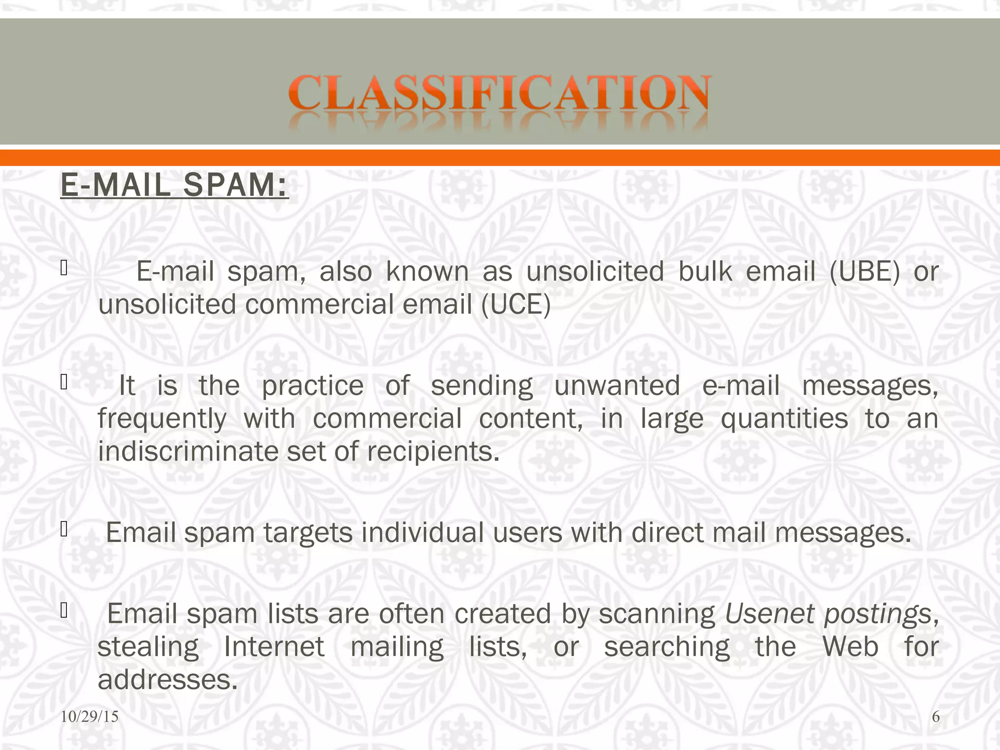 CLASSIFICATION
E-MAIL SPAM:
E-mail spam, also known as unsolicited bulk email (UBE) or
unsolicited commercial email (UCE)
It is the practice of sending unwanted e-mail messages,
frequently with commercial content, in large quantities to an
indiscriminate set of recipients.
Email spam targets individual users with direct mail messages.
Email spam lists are often created by scanning Usenet postings,
stealing Internet mailing lists, or searching the Web for
addresses.
10/29/15
6